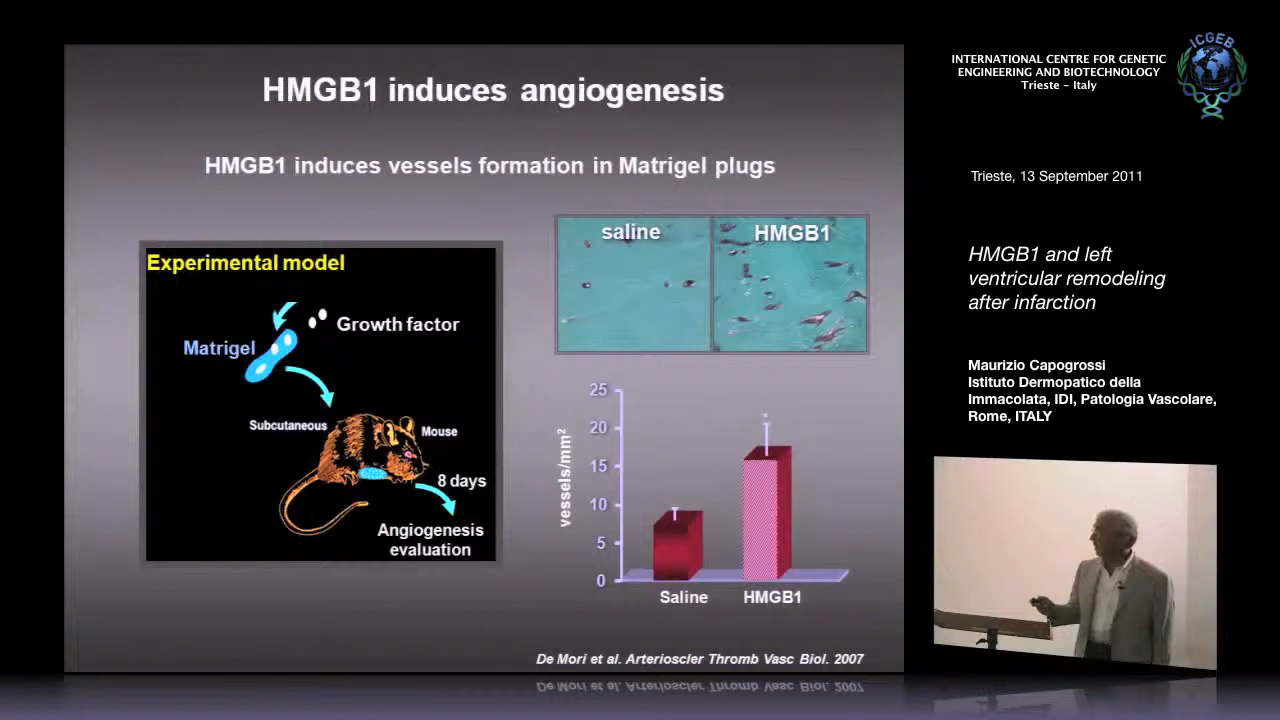 HMGB1 induces angiogenesis
HMGB1 induces vessels formation in Matrigel plugs
Experimental model
Growth factor
Matrigel
Subcutaneous
Mouse
8 days
Angiogenesis
evaluation
saline
HMGB1
vessels/mm²
25
20
15
10
5
0
*
Saline
HMGB1
De Mori et al. Arterioscler Thromb Vasc Biol. 2007
INTERNATIONAL CENTRE FOR GENETIC
ENGINEERING AND BIOTECHNOLOGY
Trieste – Italy
ICGEB
Trieste, 13 September 2011
HMGB1 and left
ventricular remodeling
after infarction
Maurizio Capogrossi
Istituto Dermopatico della
Immacolata, IDI, Patologia Vascolare,
Rome, ITALY